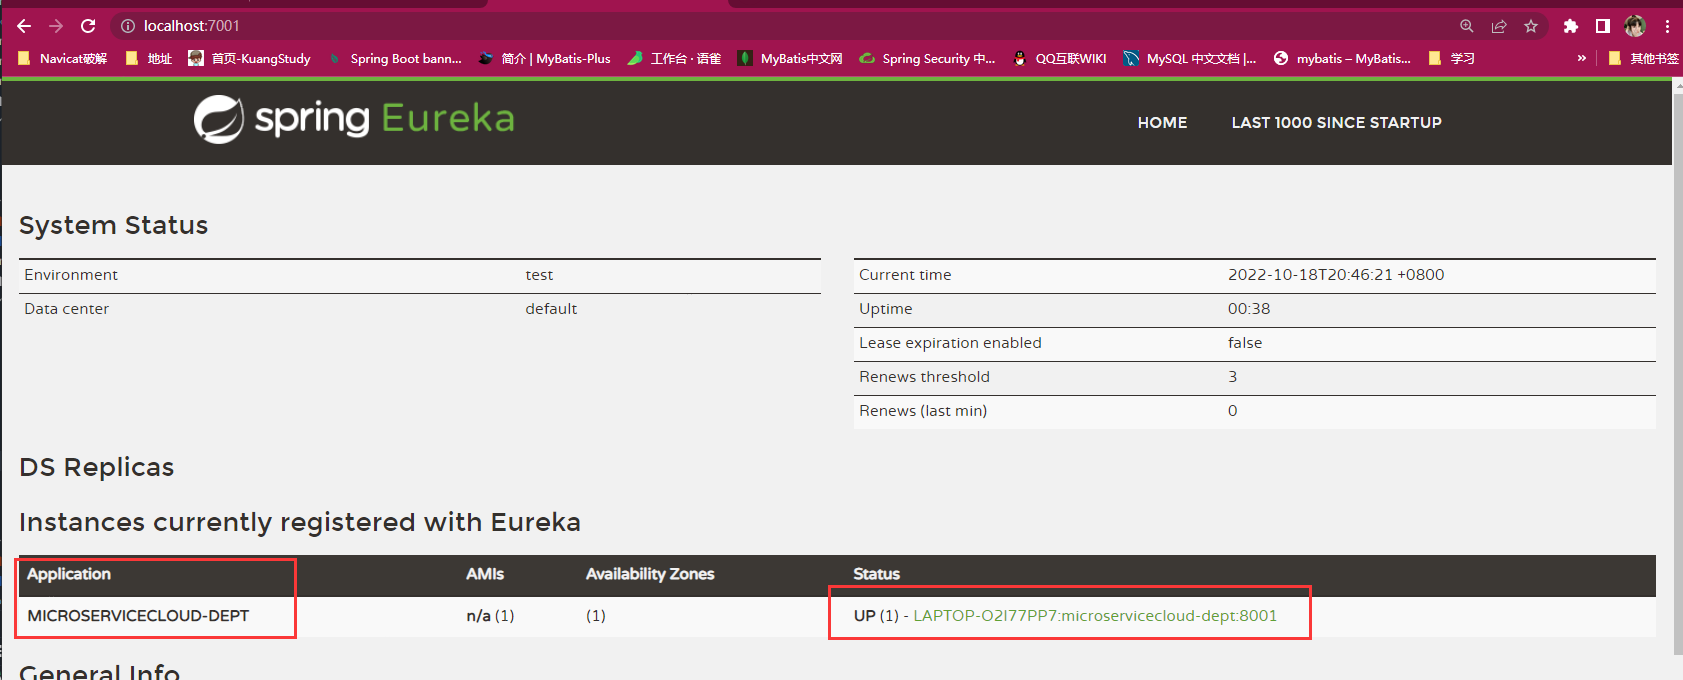 localhost:7001
Navicat破解 地址 首页-KuangStudy Spring Boot bann... 简介 | MyBatis-Plus 工作台 · 语雀 MyBatis中文网 Spring Security 中... QQ互联WIKI MySQL 中文文档 |... mybatis – MyBatis... 学习 » 其他书签
spring Eureka HOME LAST 1000 SINCE STARTUP
System Status
Environment test Current time 2022-10-18T20:46:21 +0800
Data center default Uptime 00:38
Lease expiration enabled false
Renews threshold 3
Renews (last min) 0
DS Replicas
Instances currently registered with Eureka
Application AMIs Availability Zones Status
MICROSERVICECLOUD-DEPT n/a (1) (1) UP (1) - LAPTOP-O2I77PP7:microservicecloud-dept:8001
General Info